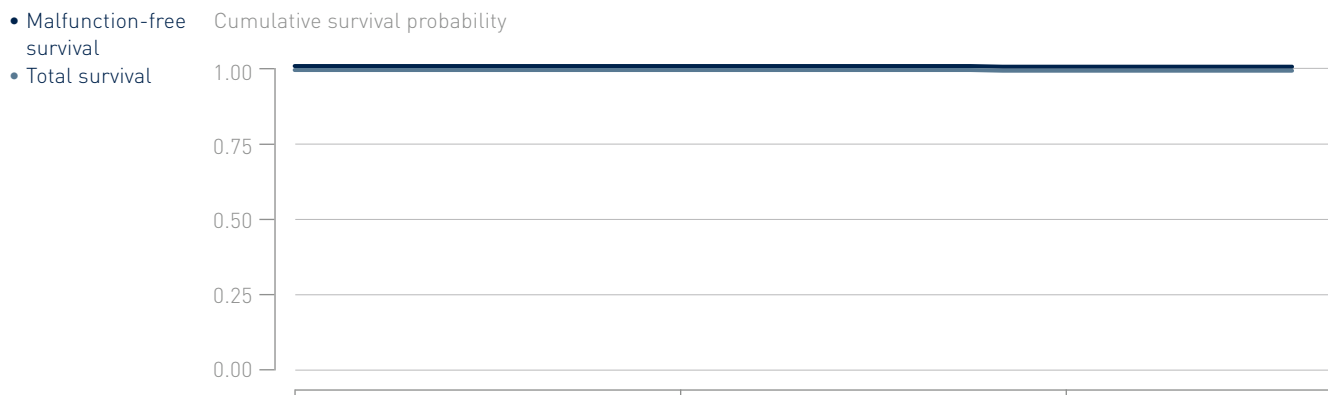 • Malfunction-free
survival
• Total survival
Cumulative survival probability
1.00
0.75
0.50
0.25
0.00